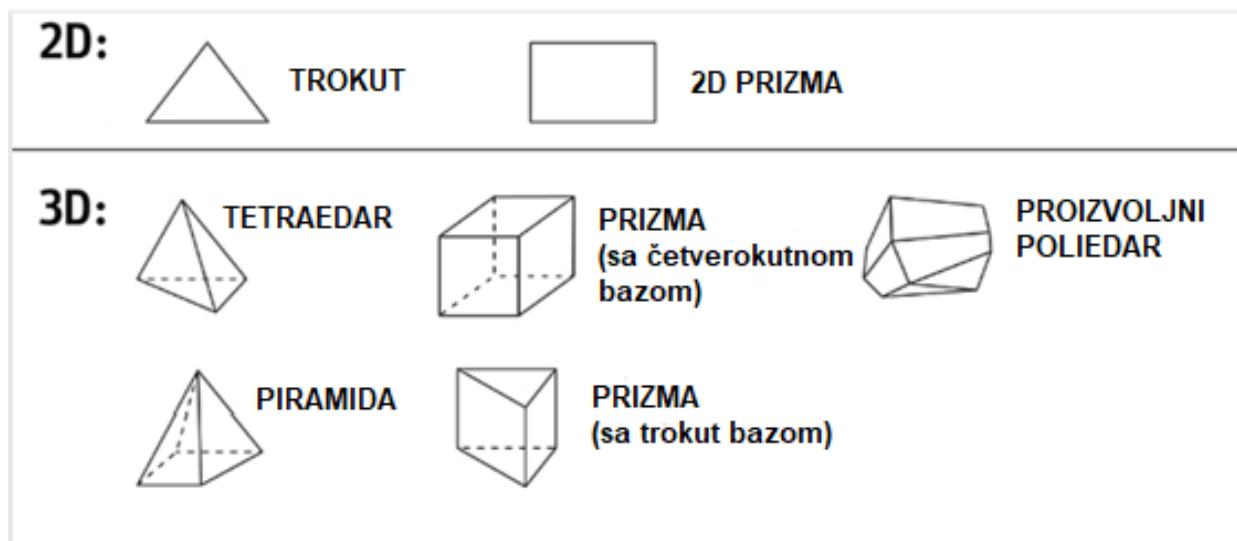 2D:
TROKUT
2D PRIZMA
3D:
TETRAEDAR
PRIZMA
(sa četverokutnom
bazom)
PROIZVOLJNI
POLIEDAR
PIRAMIDA
PRIZMA
(sa trokut bazom)